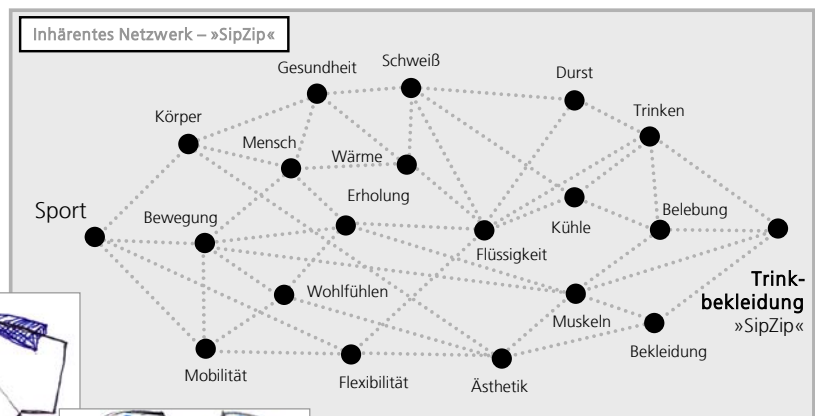 Inhärentes Netzwerk – »SipZip«
Schweiß
Gesundheit
Durst
Trinken
Körper
Mensch
Wärme
Erholung
Sport
Bewegung
Belebung
Kühle
Flüssigkeit
Wohlfühlen
Trink-
bekleidung
»SipZip«
Muskeln
Bekleidung
Mobilität
Flexibilität
Ästhetik